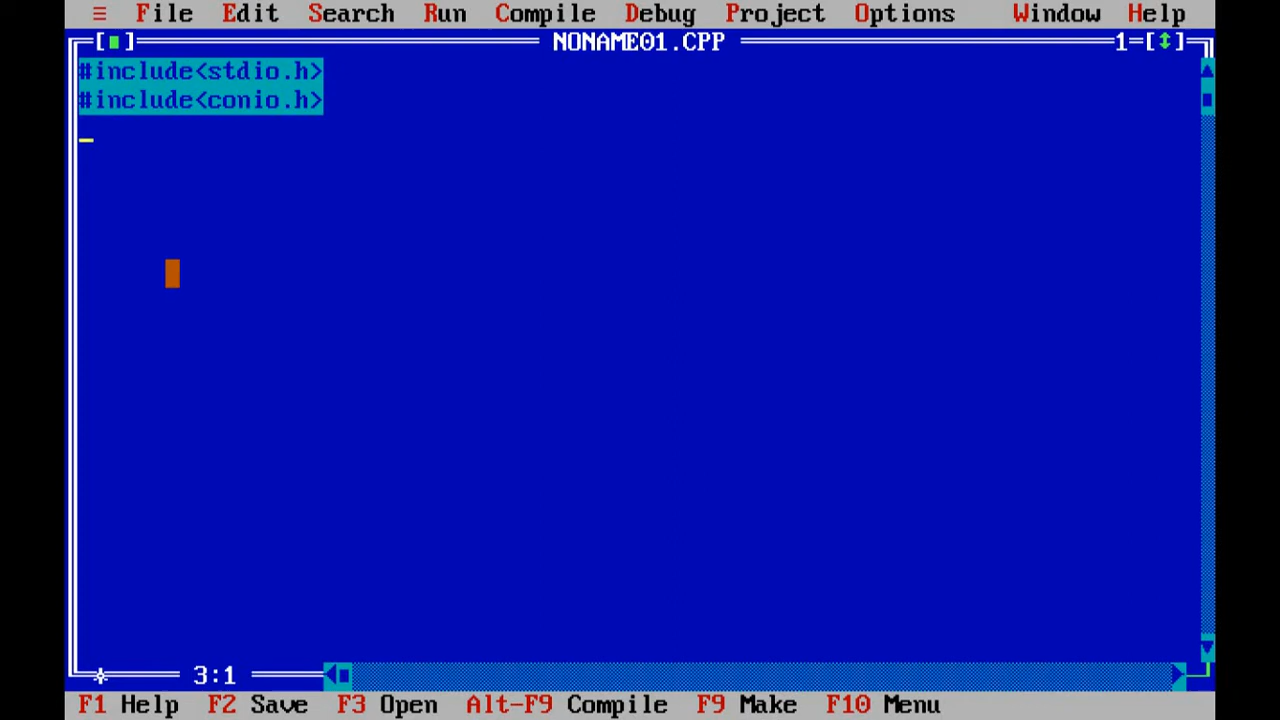 ≡ File Edit Search Run Compile Debug Project Options Window Help
[■] NONAME01.CPP 1=[↕]
#include<stdio.h>
#include<conio.h>
3:1
F1 Help F2 Save F3 Open Alt-F9 Compile F9 Make F10 Menu